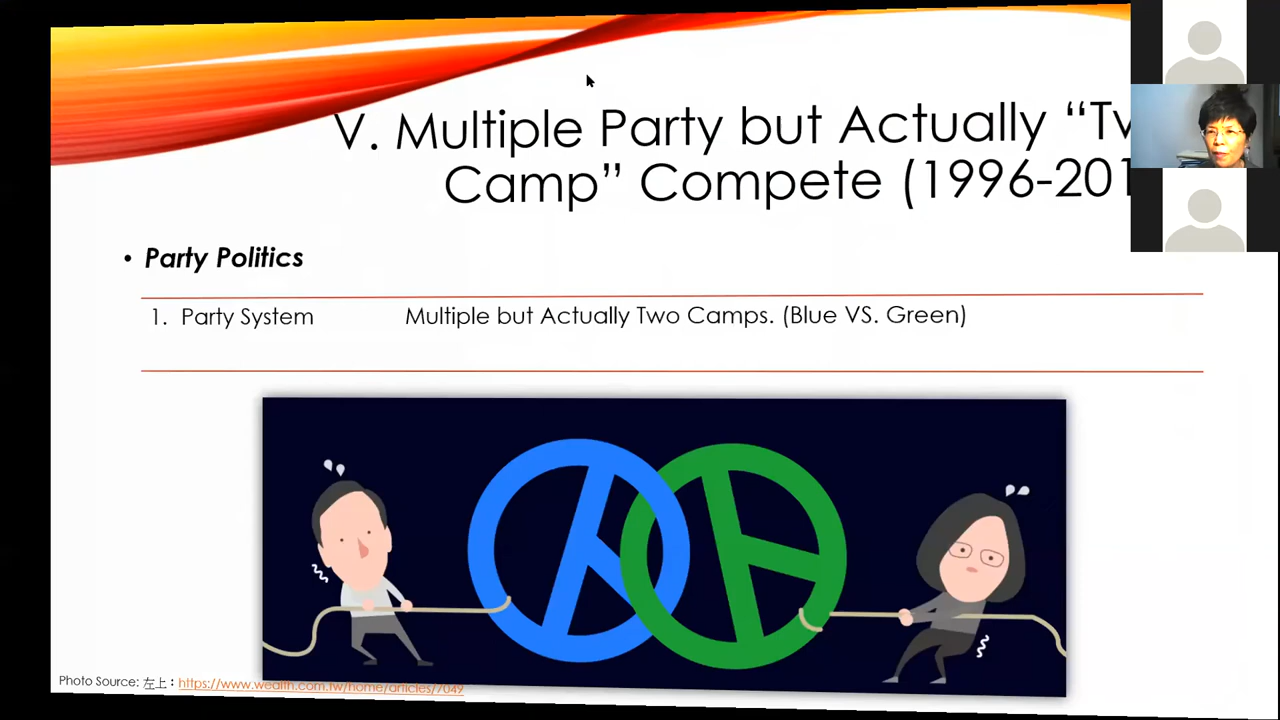 V. Multiple Party but Actually “Tw
Camp” Compete (1996-201
• Party Politics
1. Party System Multiple but Actually Two Camps. (Blue VS. Green)
Photo Source: 左上：https://www.wealth.com.tw/home/articles/7049